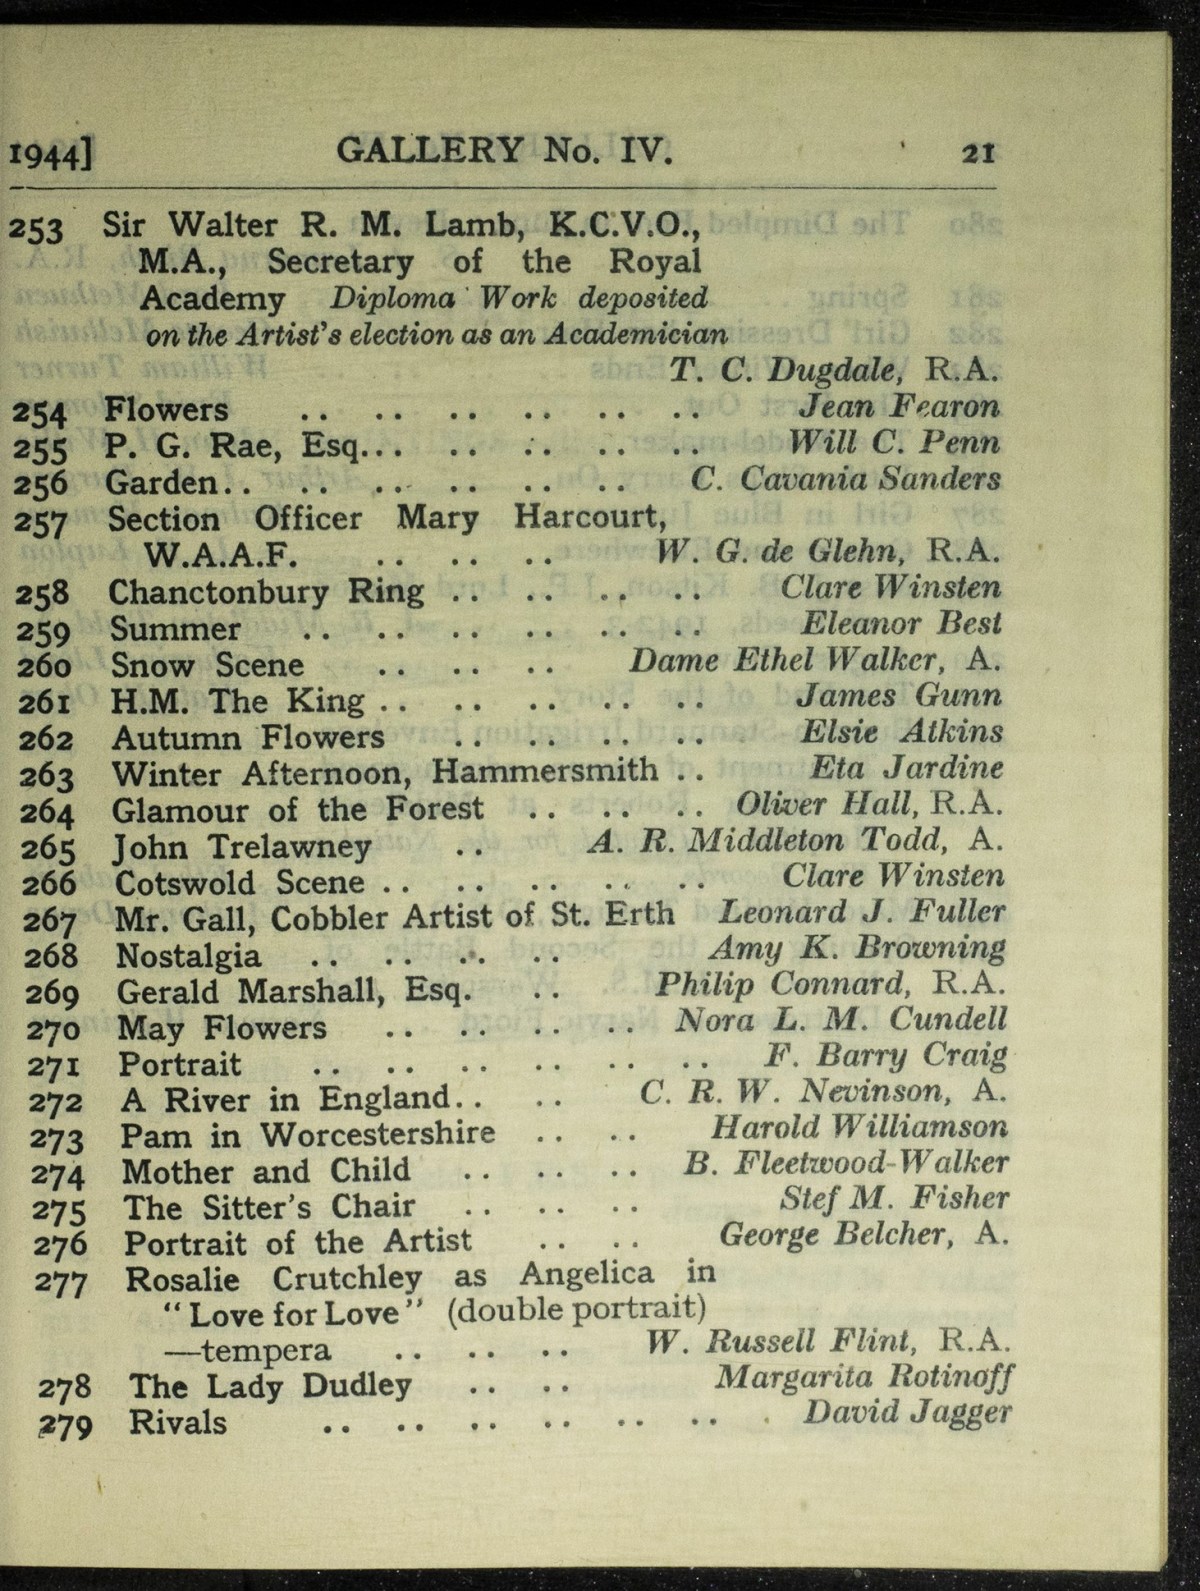 1944] GALLERY No. IV. 21
253 Sir Walter R. M. Lamb, K.C.V.O.,
M.A., Secretary of the Royal
Academy Diploma Work deposited
on the Artist's election as an Academician
T. C. Dugdale, R.A.
254 Flowers .. .. .. .. .. .. Jean Fearon
255 P. G. Rae, Esq... .. .. .. .. Will C. Penn
256 Garden.. .. .. .. .. .. C. Cavania Sanders
257 Section Officer Mary Harcourt,
W.A.A.F. .. .. .. W. G. de Glehn, R.A.
258 Chanctonbury Ring .. .. .. .. Clare Winsten
259 Summer .. .. .. .. .. .. Eleanor Best
260 Snow Scene .. .. .. Dame Ethel Walker, A.
261 H.M. The King .. .. .. .. .. James Gunn
262 Autumn Flowers .. .. .. .. Elsie Atkins
263 Winter Afternoon, Hammersmith .. Eta Jardine
264 Glamour of the Forest .. .. .. Oliver Hall, R.A.
265 John Trelawney .. A. R. Middleton Todd, A.
266 Cotswold Scene .. .. .. .. .. Clare Winsten
267 Mr. Gall, Cobbler Artist of St. Erth Leonard J. Fuller
268 Nostalgia .. .. .. .. Amy K. Browning
269 Gerald Marshall, Esq. .. Philip Connard, R.A.
270 May Flowers .. .. .. .. Nora L. M. Cundell
271 Portrait .. .. .. .. .. .. F. Barry Craig
272 A River in England.. .. C. R. W. Nevinson, A.
273 Pam in Worcestershire .. .. Harold Williamson
274 Mother and Child .. .. .. B. Fleetwood-Walker
275 The Sitter's Chair .. .. .. Stef M. Fisher
276 Portrait of the Artist .. .. George Belcher, A.
277 Rosalie Crutchley as Angelica in
"Love for Love" (double portrait)
—tempera .. .. .. W. Russell Flint, R.A.
278 The Lady Dudley .. .. Margarita Rotinoff
279 Rivals .. .. .. .. .. .. . David Jagger